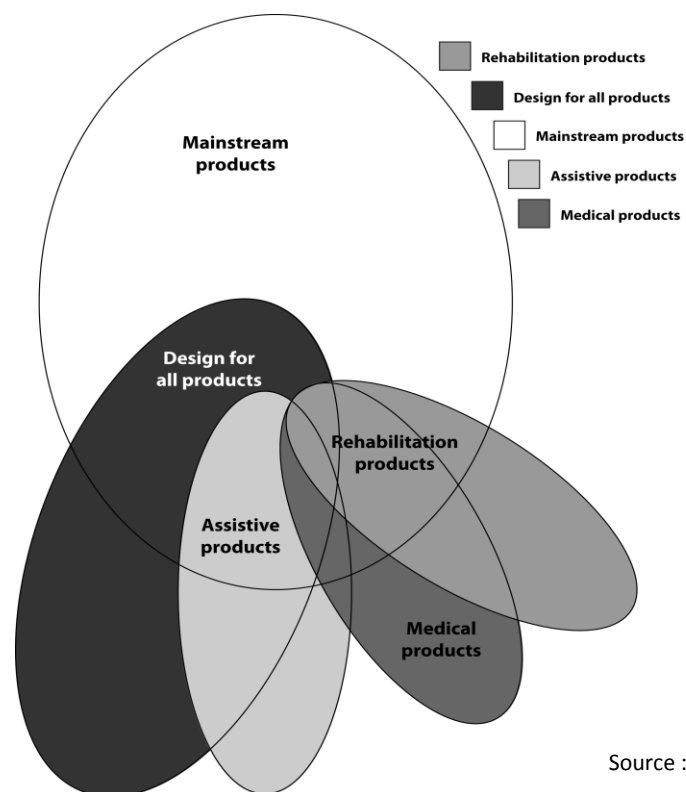 Rehabilitation products
Design for all products
Mainstream products
Assistive products
Medical products
Mainstream
products
Design for
all products
Rehabilitation
products
Assistive
products
Medical
products
Source :